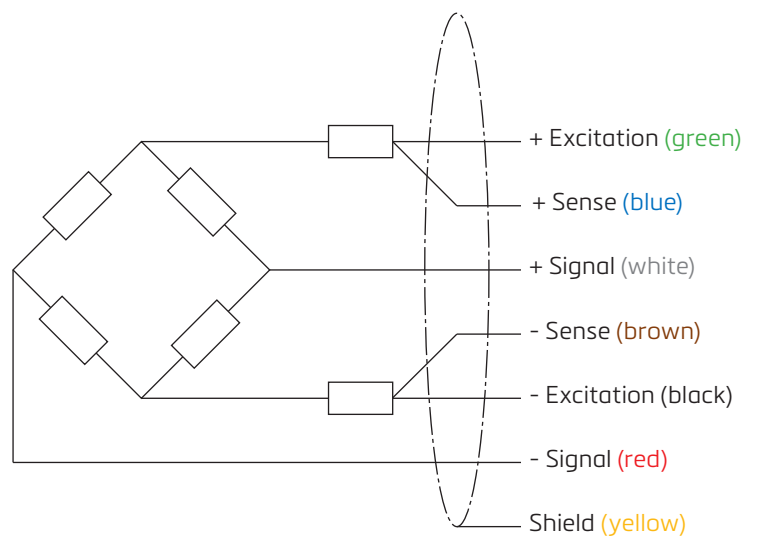 + Excitation (green)
+ Sense (blue)
+ Signal (white)
- Sense (brown)
- Excitation (black)
- Signal (red)
Shield (yellow)